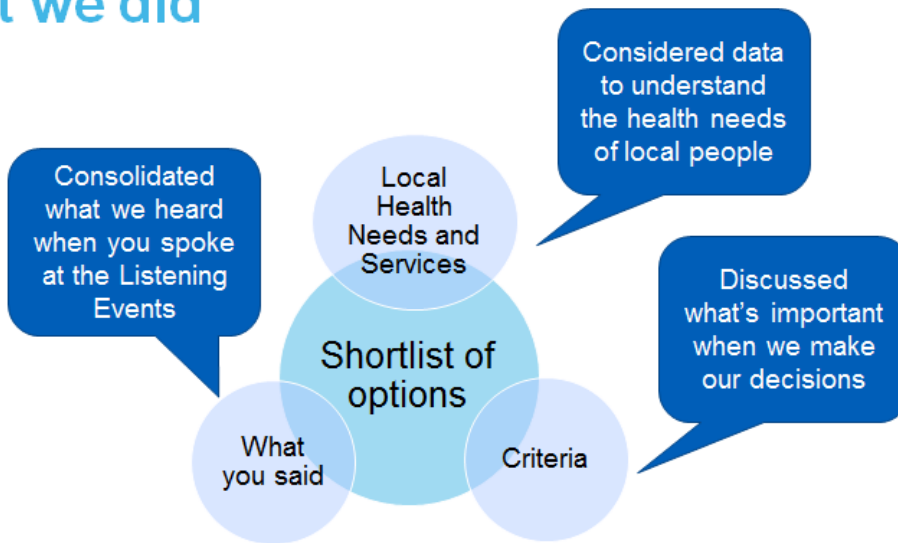 t we did
Considered data
to understand
the health needs
of local people
Consolidated
what we heard
when you spoke
at the Listening
Events
Local
Health
Needs and
Services
Discussed
what's important
when we make
our decisions
Shortlist of
options
What
you said
Criteria